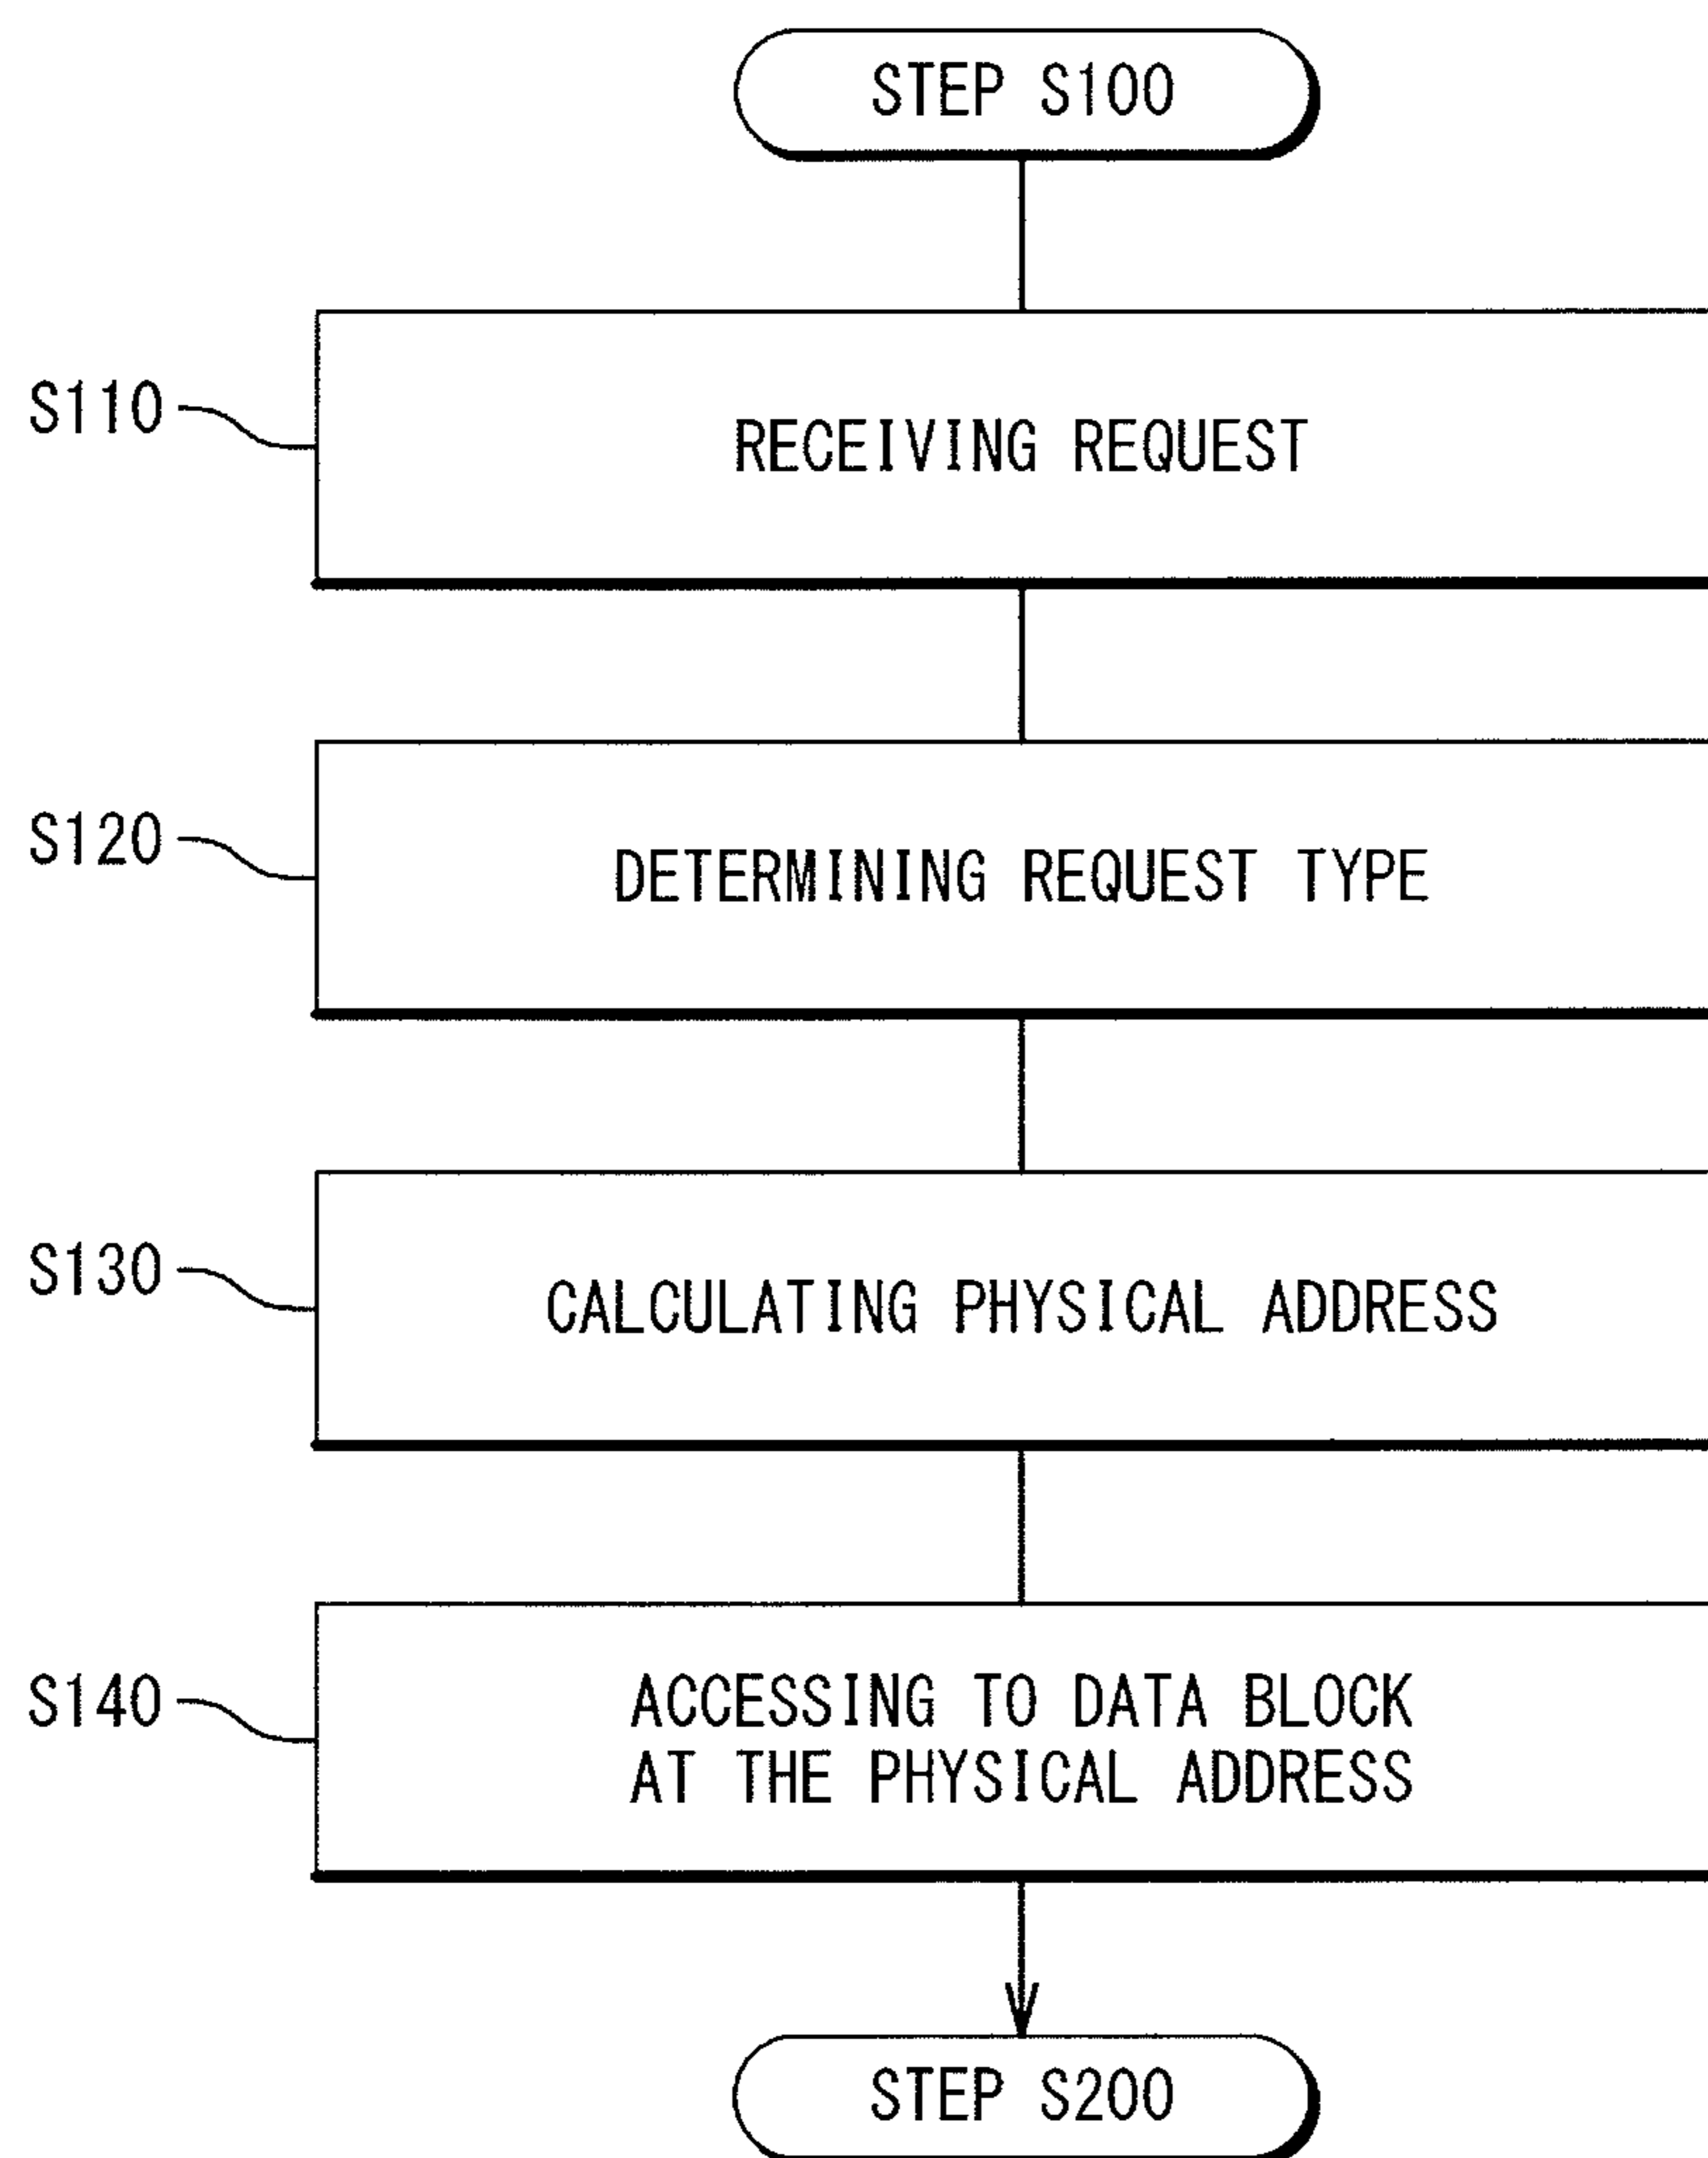 STEP S100
S110
RECEIVING REQUEST
S120
DETERMINING REQUEST TYPE
S130
CALCULATING PHYSICAL ADDRESS
S140
ACCESSING TO DATA BLOCK
AT THE PHYSICAL ADDRESS
STEP S200